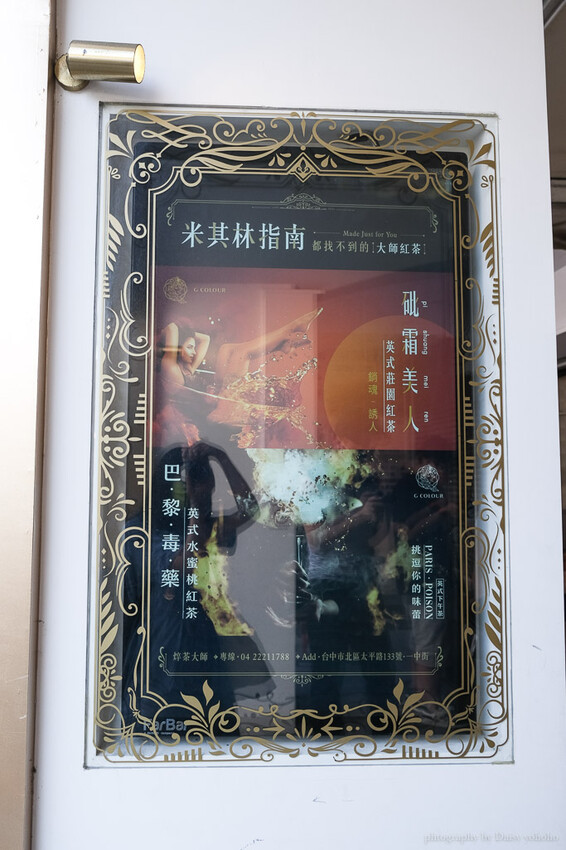 米其林指南
Made Just for You
都找不到的[大師紅茶]
G COLOUR
砒霜美人
pi shuang mei ren
英式莊園紅茶
銷魂·誘人
巴·黎·毒·藥
英式水蜜桃紅茶
G COLOUR
英式下午茶
PARIS·POISON
挑逗你的味蕾
焠茶大師 ◆專線·04 22211788 ◆Add·台中市北區太平路133號·一中街
photography by Daisy yohoho